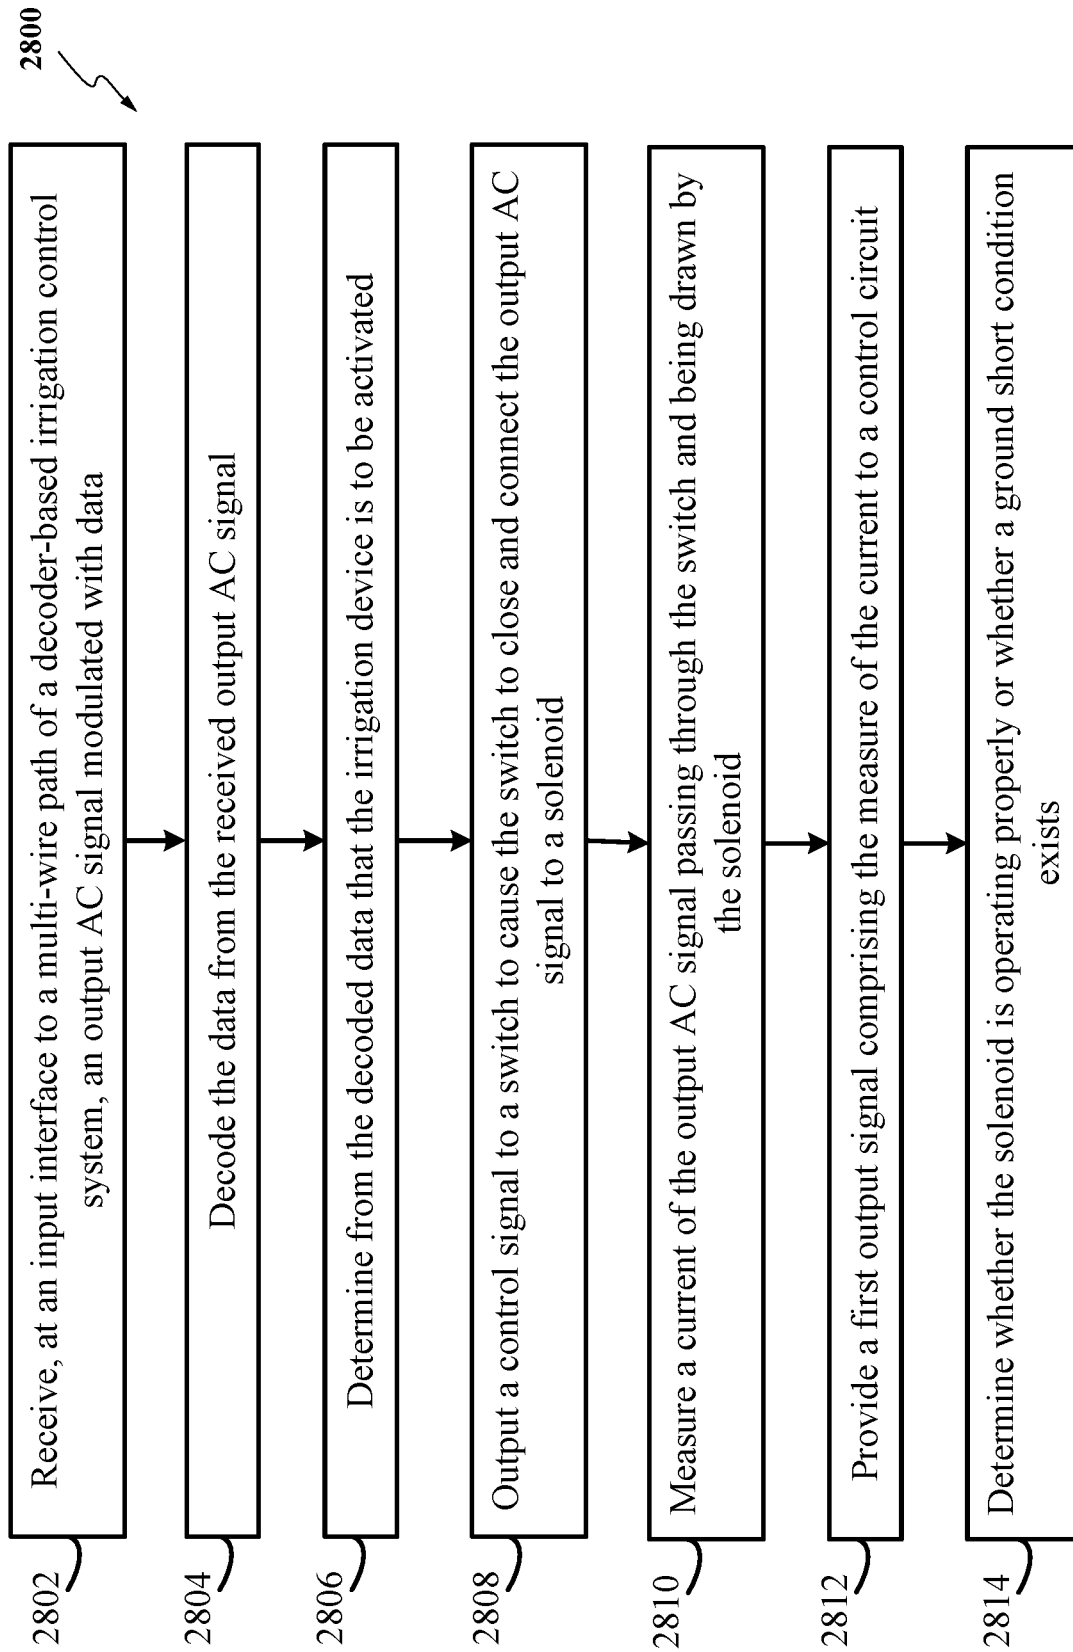 2800
2802
Receive, at an input interface to a multi-wire path of a decoder-based irrigation control
system, an output AC signal modulated with data
2804
Decode the data from the received output AC signal
2806
Determine from the decoded data that the irrigation device is to be activated
2808
Output a control signal to a switch to cause the switch to close and connect the output AC
signal to a solenoid
2810
Measure a current of the output AC signal passing through the switch and being drawn by
the solenoid
2812
Provide a first output signal comprising the measure of the current to a control circuit
2814
Determine whether the solenoid is operating properly or whether a ground short condition
exists